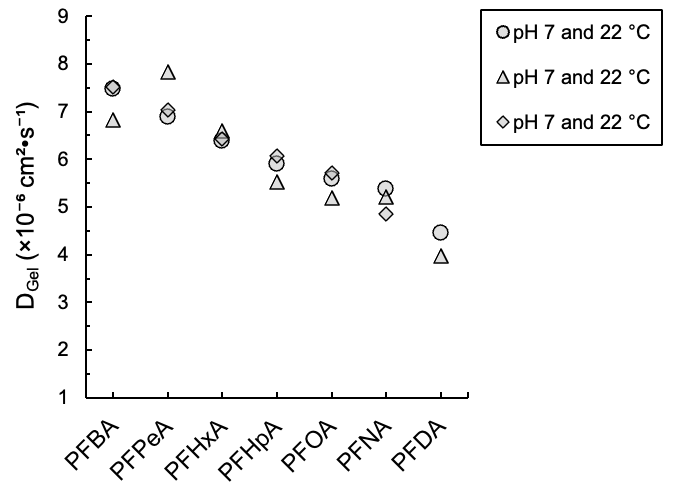 9
8
7
6
5
4
3
2
1
D_Gel (×10⁻⁶ cm²•s⁻¹)
PFBA
PFPeA
PFHxA
PFHpA
PFOA
PFNA
PFDA
pH 7 and 22 °C
pH 7 and 22 °C
pH 7 and 22 °C